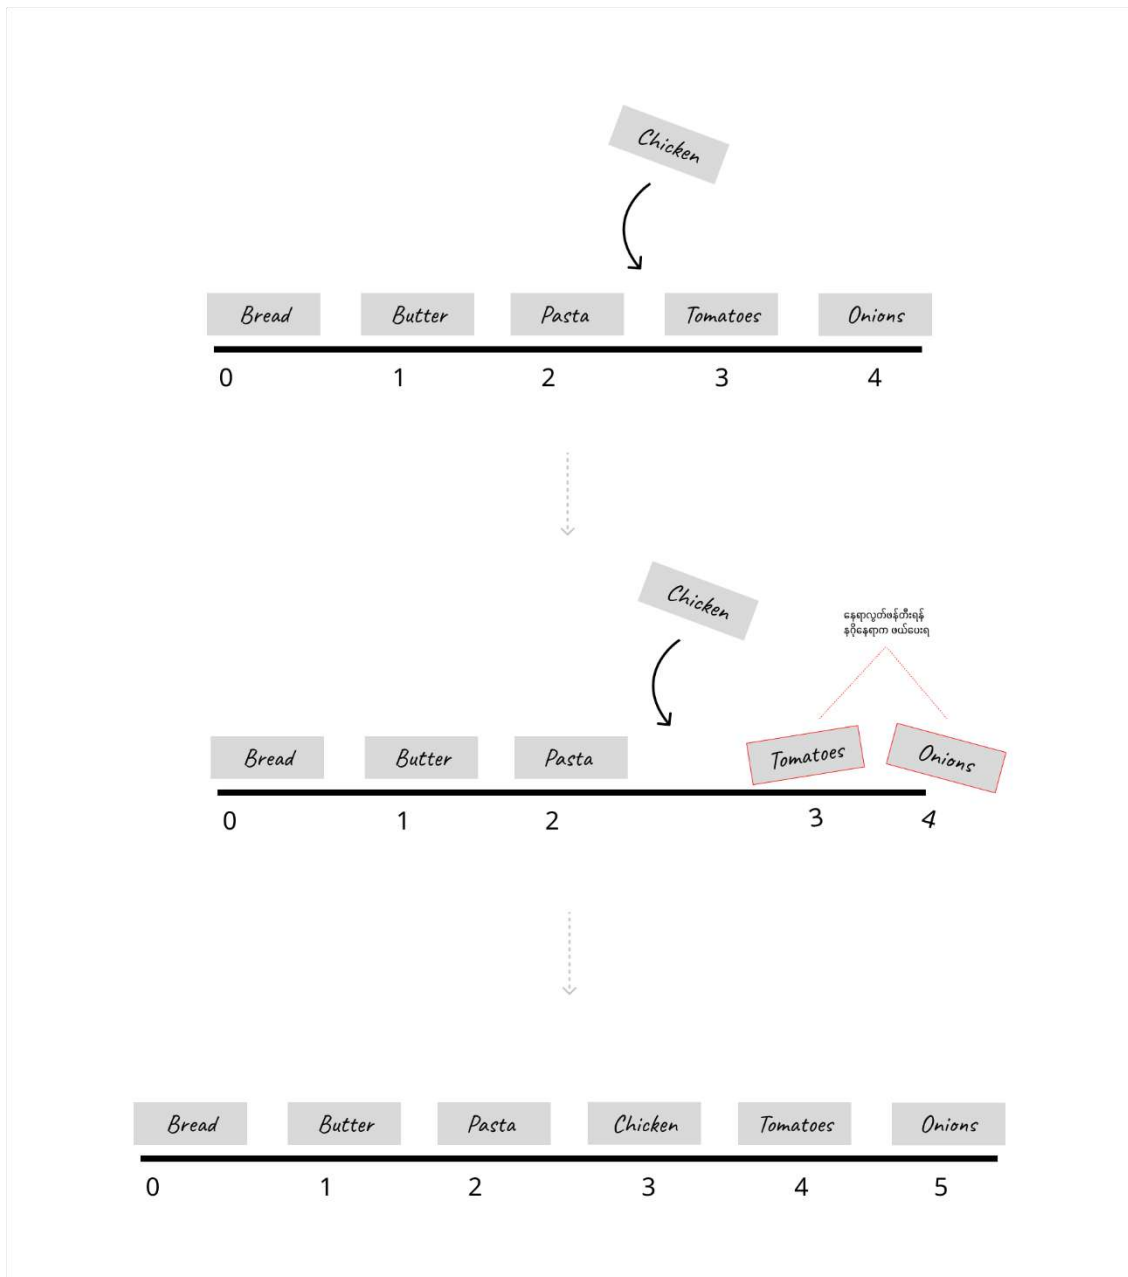 Chicken
Bread Butter Pasta Tomatoes Onions
0 1 2 3 4
Chicken
နေရာလွတ်ဖန်တီးရန်
နဂိုနေရာက ဖယ်ပေးရ
Bread Butter Pasta Tomatoes Onions
0 1 2 3 4
Bread Butter Pasta Chicken Tomatoes Onions
0 1 2 3 4 5